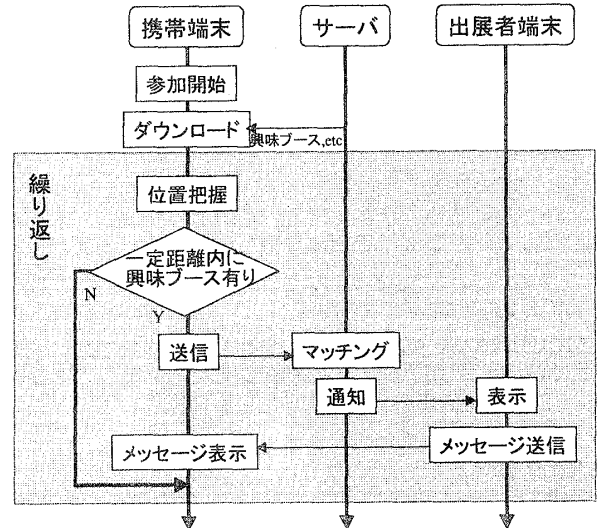 携帯端末
サーバ
出展者端末
参加開始
ダウンロード
興味ブース,etc
繰り返し
位置把握
一定距離内に
興味ブース有り
N
Y
送信
マッチング
通知
表示
メッセージ表示
メッセージ送信